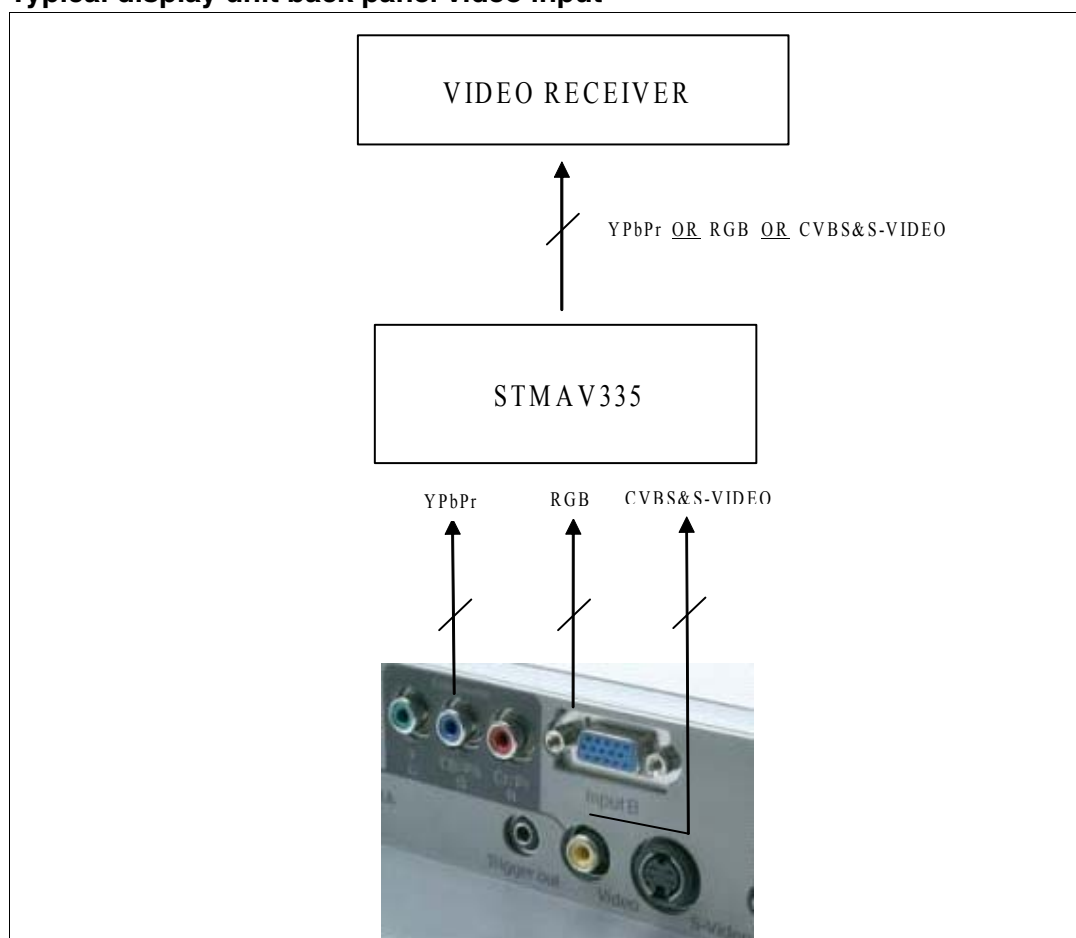 Typical display unit back panel video input
VIDEO RECEIVER
YPbPr OR RGB OR CVBS&S-VIDEO
STMAV335
YPbPr RGB CVBS&S-VIDEO
Input B
Trigger out
Video
S-Video